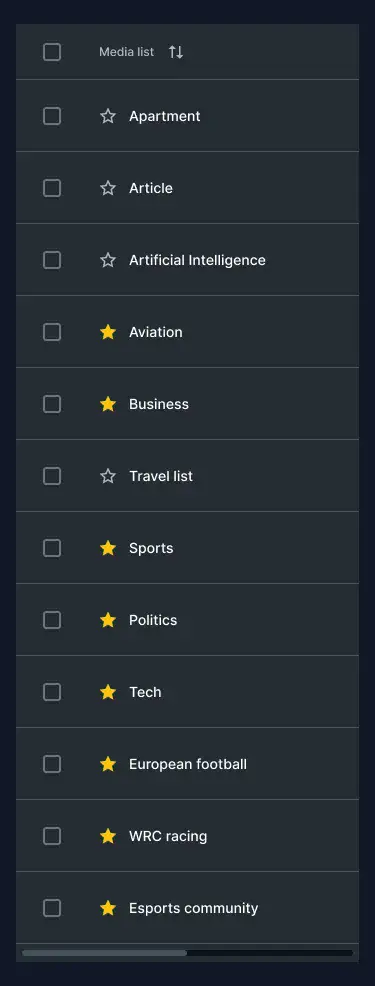 Media list
Apartment
Article
Artificial Intelligence
Aviation
Business
Travel list
Sports
Politics
Tech
European football
WRC racing
Esports community